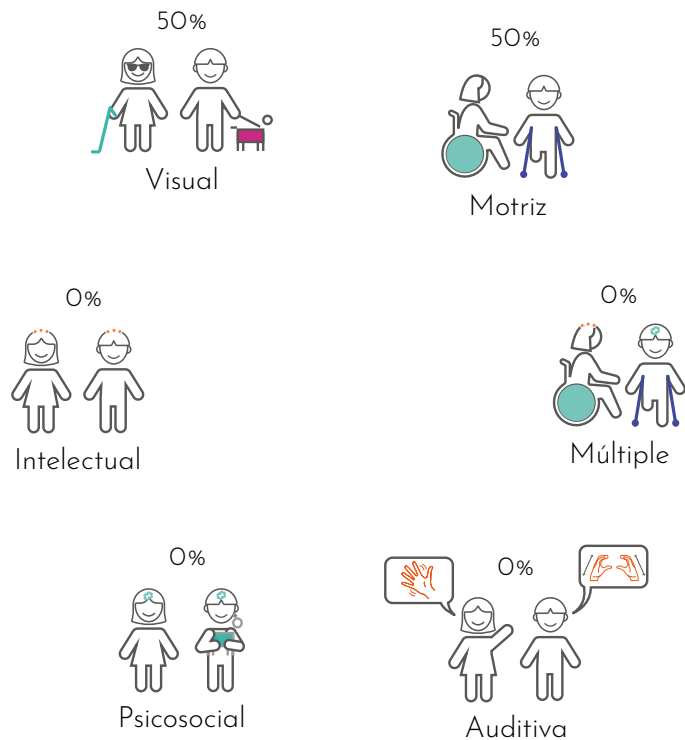 50%
Visual
50%
Motriz
0%
Intelectual
0%
Múltiple
0%
Psicosocial
0%
Auditiva